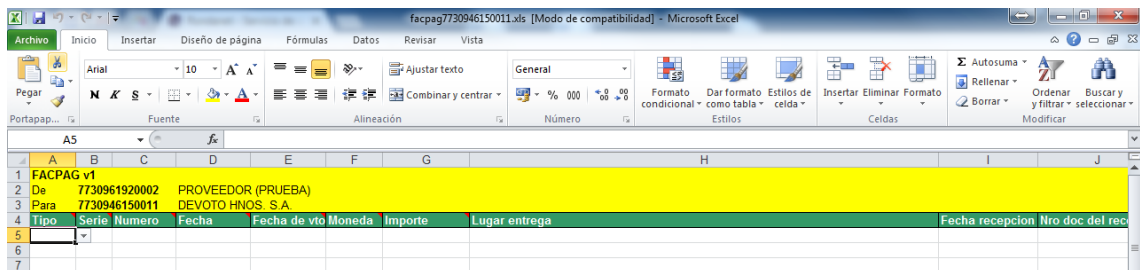 facpag7730946150011.xls [Modo de compatibilidad] - Microsoft Excel
Archivo Inicio Insertar Diseño de página Fórmulas Datos Revisar Vista
Pegar
Arial 10 A A
N K S
Ajustar texto
Combinar y centrar
General
% 000
Formato condicional
Dar formato como tabla
Estilos de celda
Insertar Eliminar Formato
Σ Autosuma
Rellenar
Borrar
Ordenar y filtrar
Buscar y seleccionar
Portapap... Fuente Alineación Número Estilos Celdas Modificar
A5 fx
A B C D E F G H I J
1 FACPAG v1
2 De 7730961920002 PROVEEDOR (PRUEBA)
3 Para 7730946150011 DEVOTO HNOS. S.A.
4 Tipo Serie Numero Fecha Fecha de vto Moneda Importe Lugar entrega Fecha recepcion Nro doc del rec
5
6
7